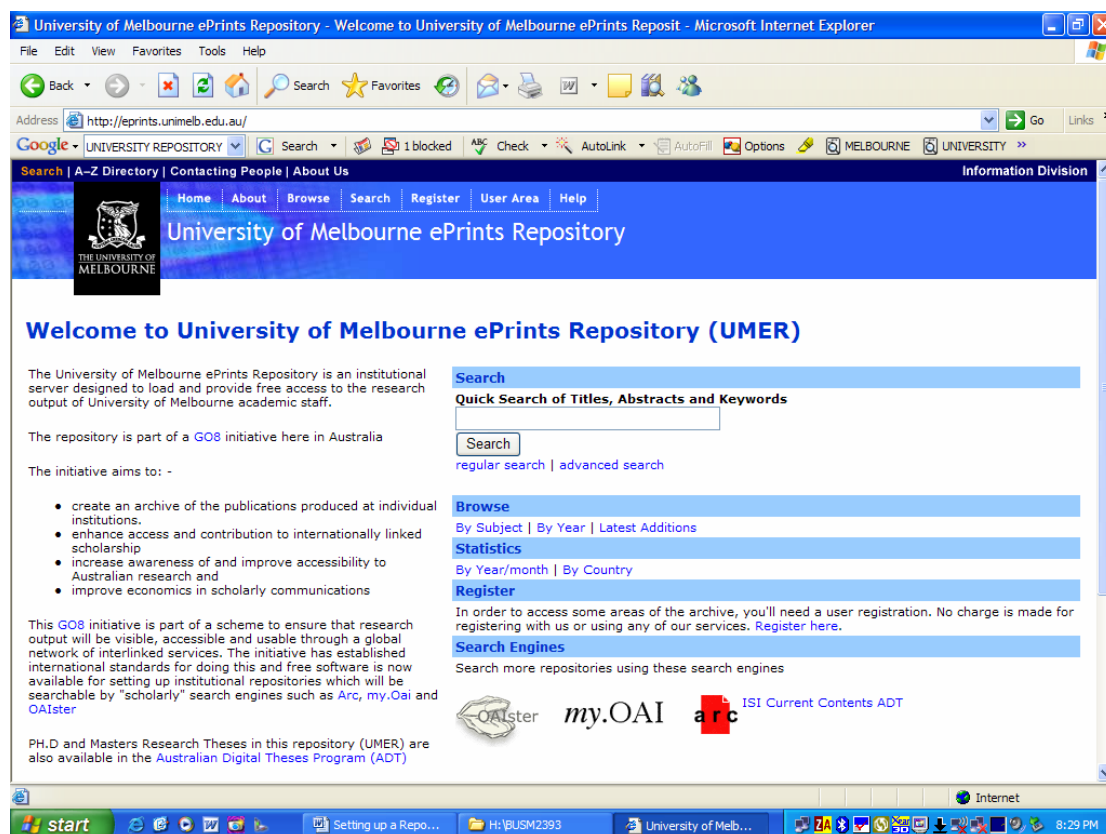 University of Melbourne ePrints Repository - Welcome to University of Melbourne ePrints Reposit - Microsoft Internet Explorer
File Edit View Favorites Tools Help
Back Search Favorites
Address http://eprints.unimelb.edu.au/ Go Links
Google UNIVERSITY REPOSITORY G Search 1 blocked ABC Check AutoLink AutoFill Options MELBOURNE UNIVERSITY »
Search | A–Z Directory | Contacting People | About Us Information Division
Home About Browse Search Register User Area Help
University of Melbourne ePrints Repository
THE UNIVERSITY OF
MELBOURNE
Welcome to University of Melbourne ePrints Repository (UMER)
The University of Melbourne ePrints Repository is an institutional
server designed to load and provide free access to the research
output of University of Melbourne academic staff.
The repository is part of a GO8 initiative here in Australia
The initiative aims to: -
• create an archive of the publications produced at individual
institutions.
• enhance access and contribution to internationally linked
scholarship
• increase awareness of and improve accessibility to
Australian research and
• improve economics in scholarly communications
This GO8 initiative is part of a scheme to ensure that research
output will be visible, accessible and usable through a global
network of interlinked services. The initiative has established
international standards for doing this and free software is now
available for setting up institutional repositories which will be
searchable by "scholarly" search engines such as Arc, my.Oai and
OAIster
PH.D and Masters Research Theses in this repository (UMER) are
also available in the Australian Digital Theses Program (ADT)
Search
Quick Search of Titles, Abstracts and Keywords
Search
regular search | advanced search
Browse
By Subject | By Year | Latest Additions
Statistics
By Year/month | By Country
Register
In order to access some areas of the archive, you'll need a user registration. No charge is made for
registering with us or using any of our services. Register here.
Search Engines
Search more repositories using these search engines
OAIster my.OAI arc ISI Current Contents ADT
Internet
start Setting up a Repo... H:\BUSM2393 University of Melb... 8:29 PM